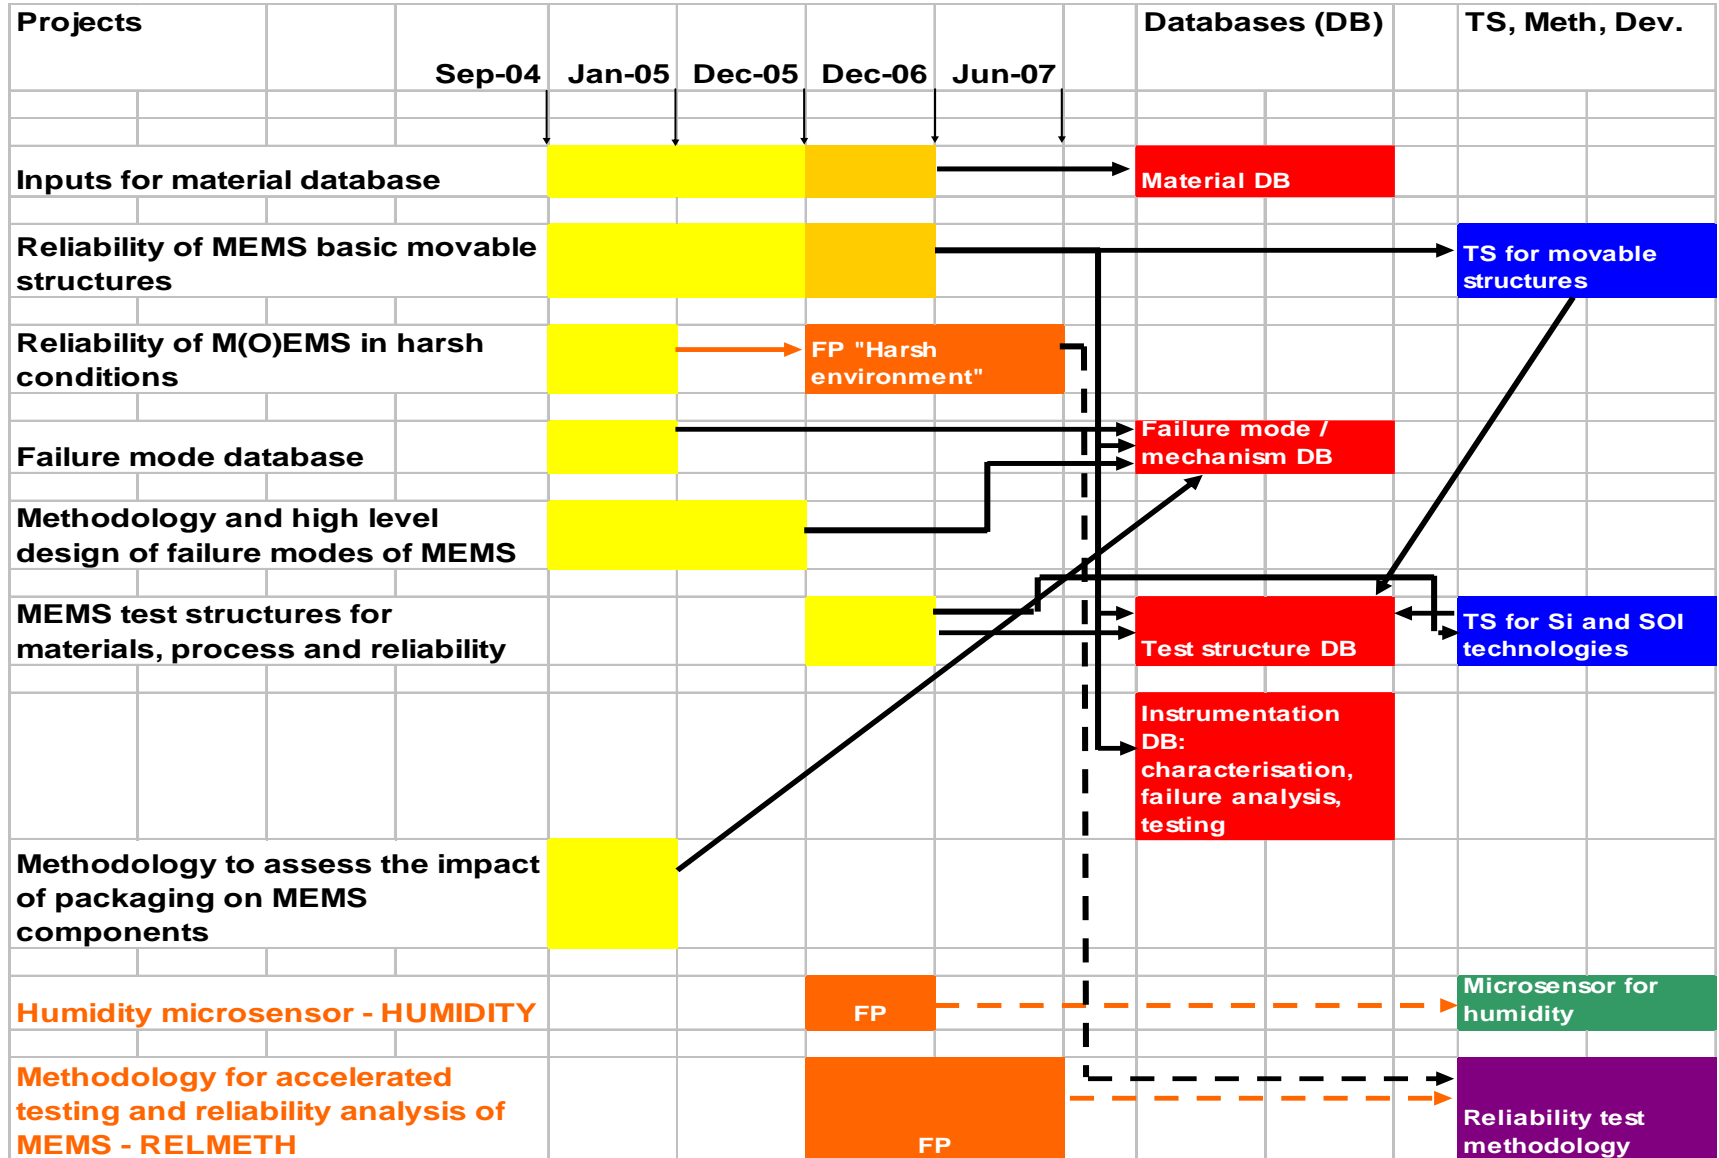 Projects
Databases (DB)
TS, Meth, Dev.
Sep-04
Jan-05
Dec-05
Dec-06
Jun-07
Inputs for material database
Material DB
Reliability of MEMS basic movable
structures
TS for movable
structures
Reliability of M(O)EMS in harsh
conditions
FP "Harsh
environment"
Failure mode database
Failure mode /
mechanism DB
Methodology and high level
design of failure modes of MEMS
MEMS test structures for
materials, process and reliability
Test structure DB
TS for Si and SOI
technologies
Instrumentation
DB:
characterisation,
failure analysis,
testing
Methodology to assess the impact
of packaging on MEMS
components
Humidity microsensor - HUMIDITY
FP
Microsensor for
humidity
Methodology for accelerated
testing and reliability analysis of
MEMS - RELMETH
FP
Reliability test
methodology